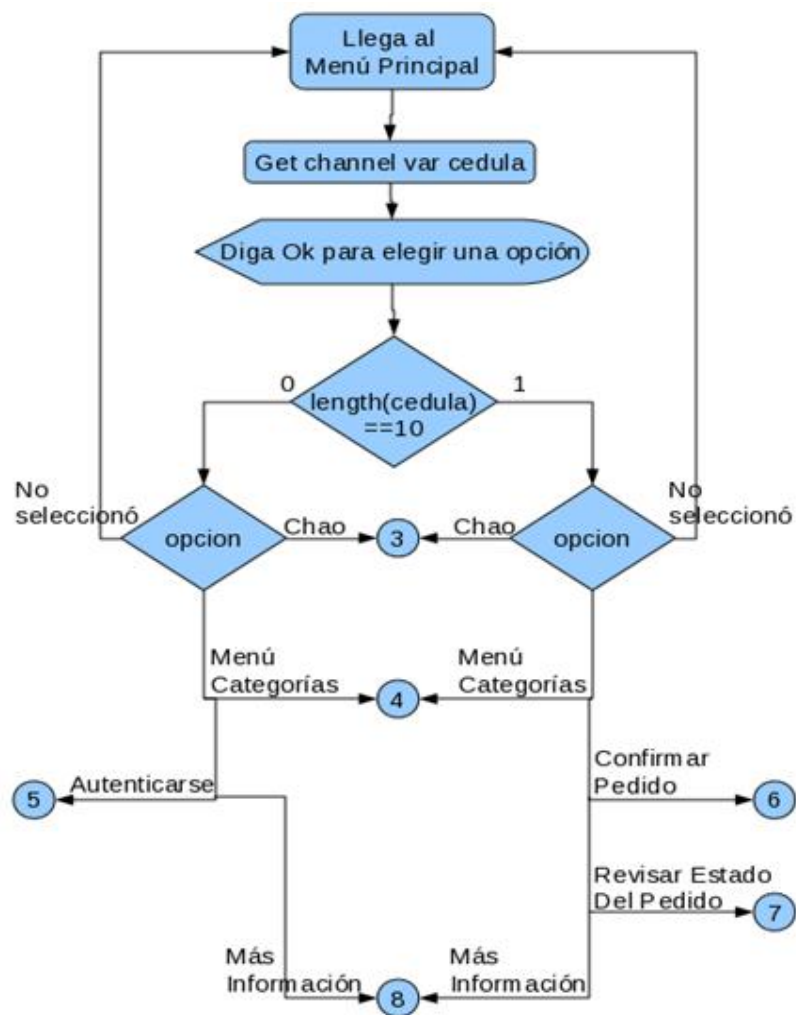 Llega al
Menú Principal
Get channel var cedula
Diga Ok para elegir una opción
0
1
length(cedula)
==10
No
seleccionó
No
seleccionó
opcion
Chao
3
Chao
opcion
Menú
Categorías
4
Menú
Categorías
5
Autenticarse
Confirmar
Pedido
6
Revisar Estado
Del Pedido
7
Más
Información
8
Más
Información